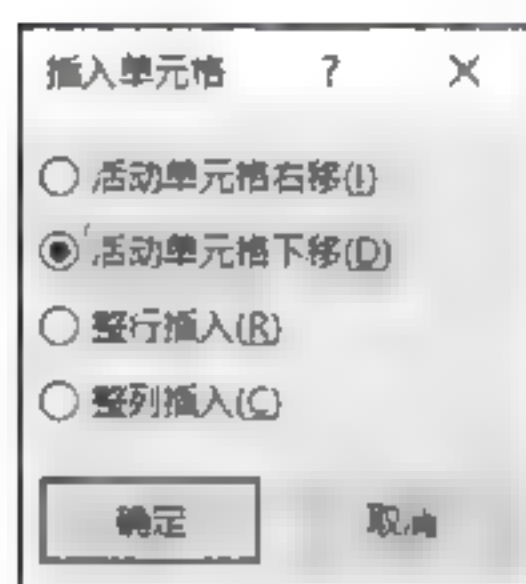 插入单元格 ? ×
活动单元格右移(I)
活动单元格下移(D)
整行插入(R)
整列插入(C)
确定 取消